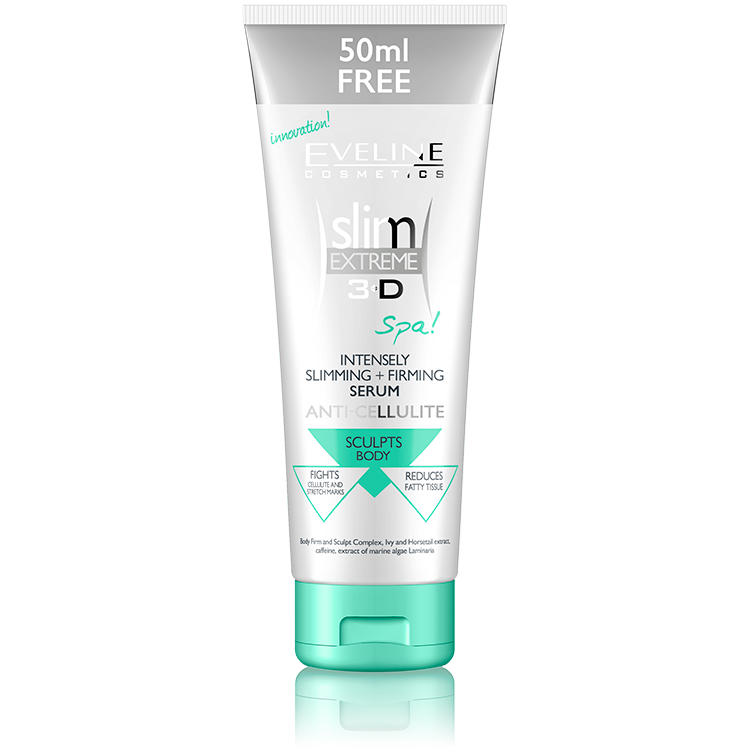 50ml
FREE
innovation!
EVELINE
COSMETICS
slim
EXTREME
3D
Spa!
INTENSELY
SLIMMING + FIRMING
SERUM
ANTI-CELLULITE
SCULPTS
BODY
FIGHTS
CELLULITE AND
STRETCH MARKS
REDUCES
FATTY TISSUE
Body Firm and Sculpt Complex, Ivy and Horsetail extract,
caffeine, extract of marine algae Laminaria